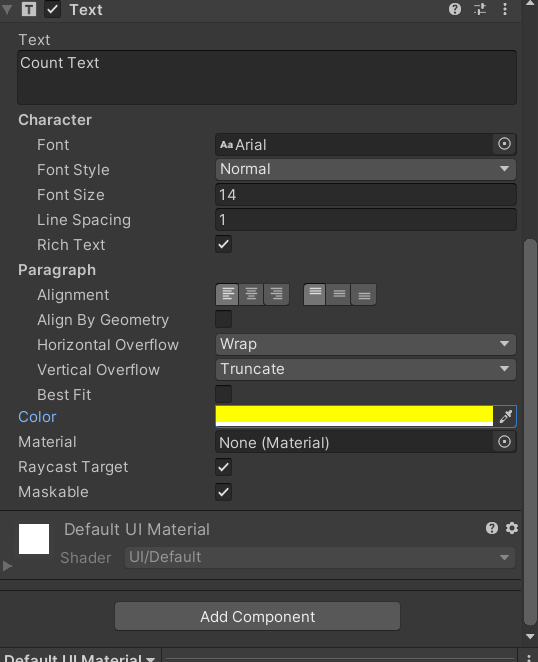 Text
Text
Count Text
Character
Font Aa Arial
Font Style Normal
Font Size 14
Line Spacing 1
Rich Text
Paragraph
Alignment
Align By Geometry
Horizontal Overflow Wrap
Vertical Overflow Truncate
Best Fit
Color
Material None (Material)
Raycast Target
Maskable
Default UI Material
Shader UI/Default
Add Component
Default UI Material